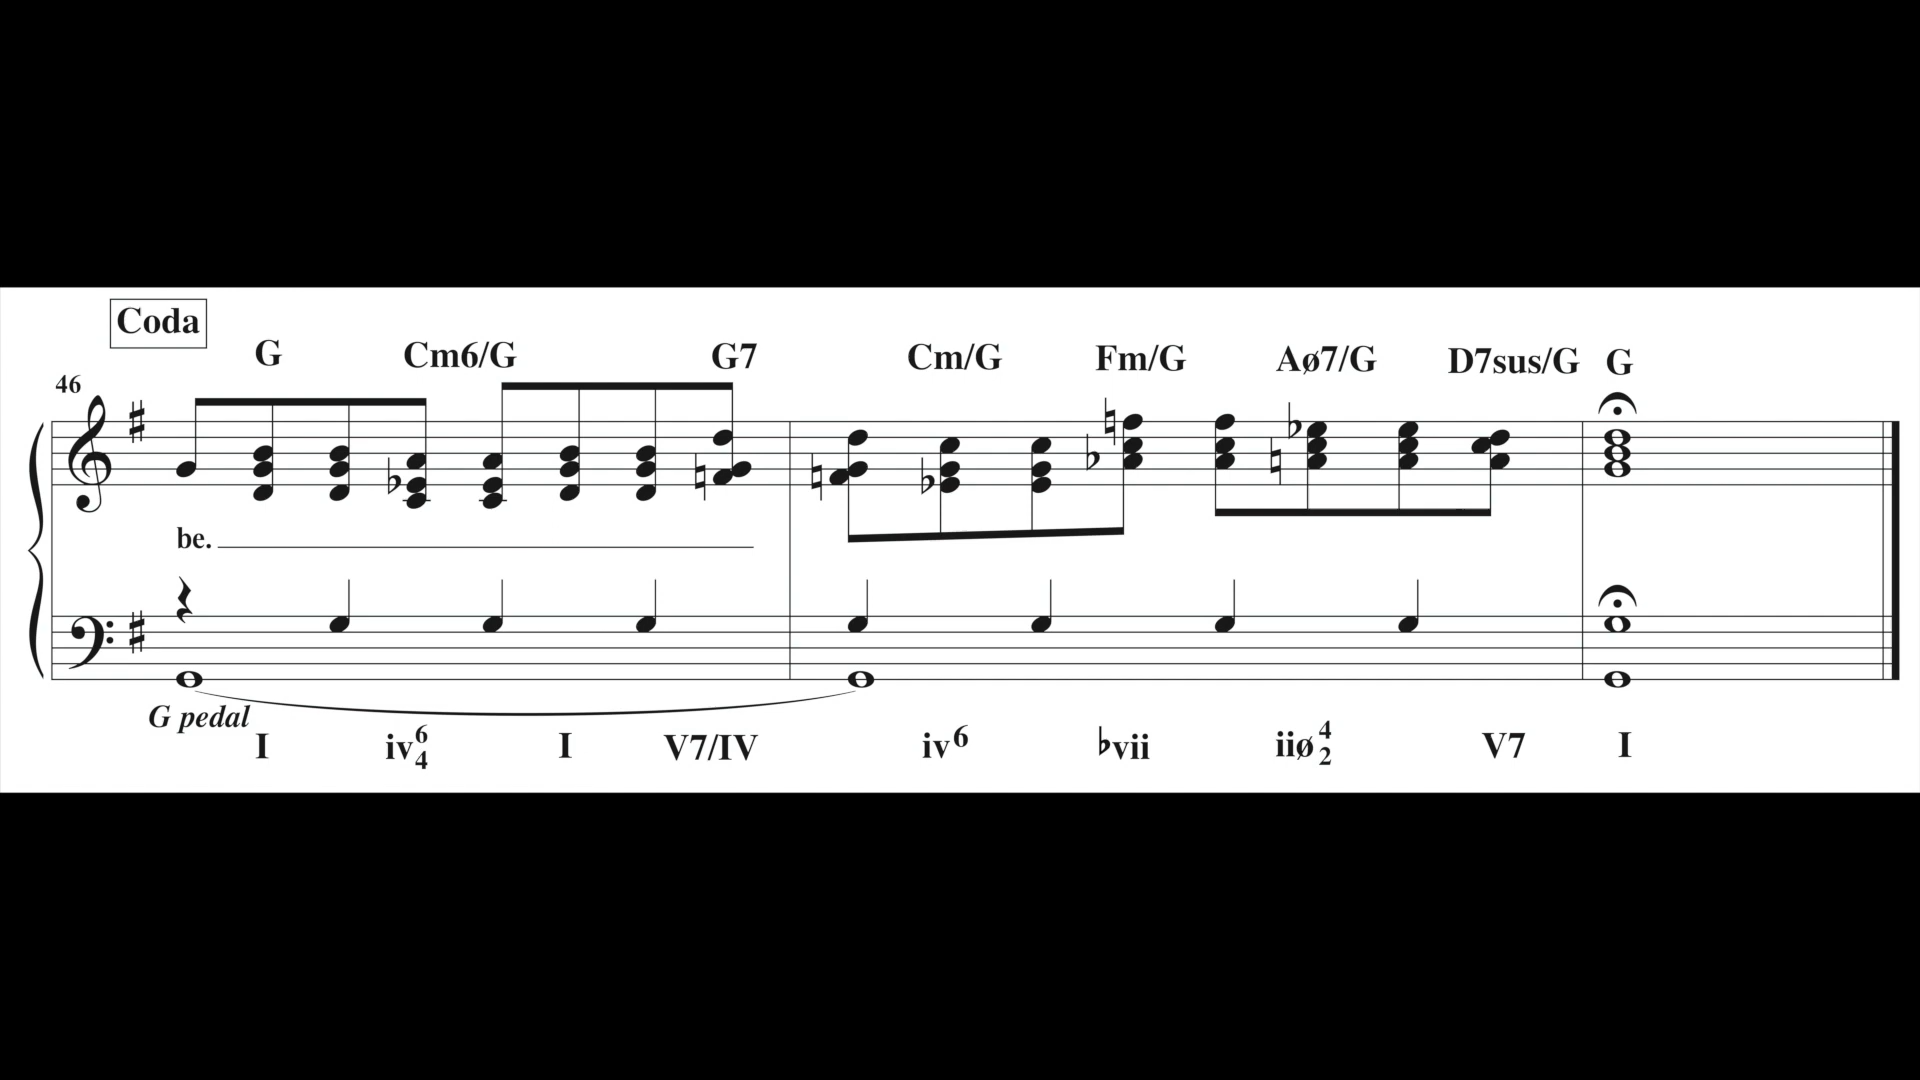 Coda
G Cm6/G G7 Cm/G Fm/G Aø7/G D7sus/G G
46
be.
G pedal
I iv6/4 I V7/IV iv6 ♭vii iiø4/2 V7 I